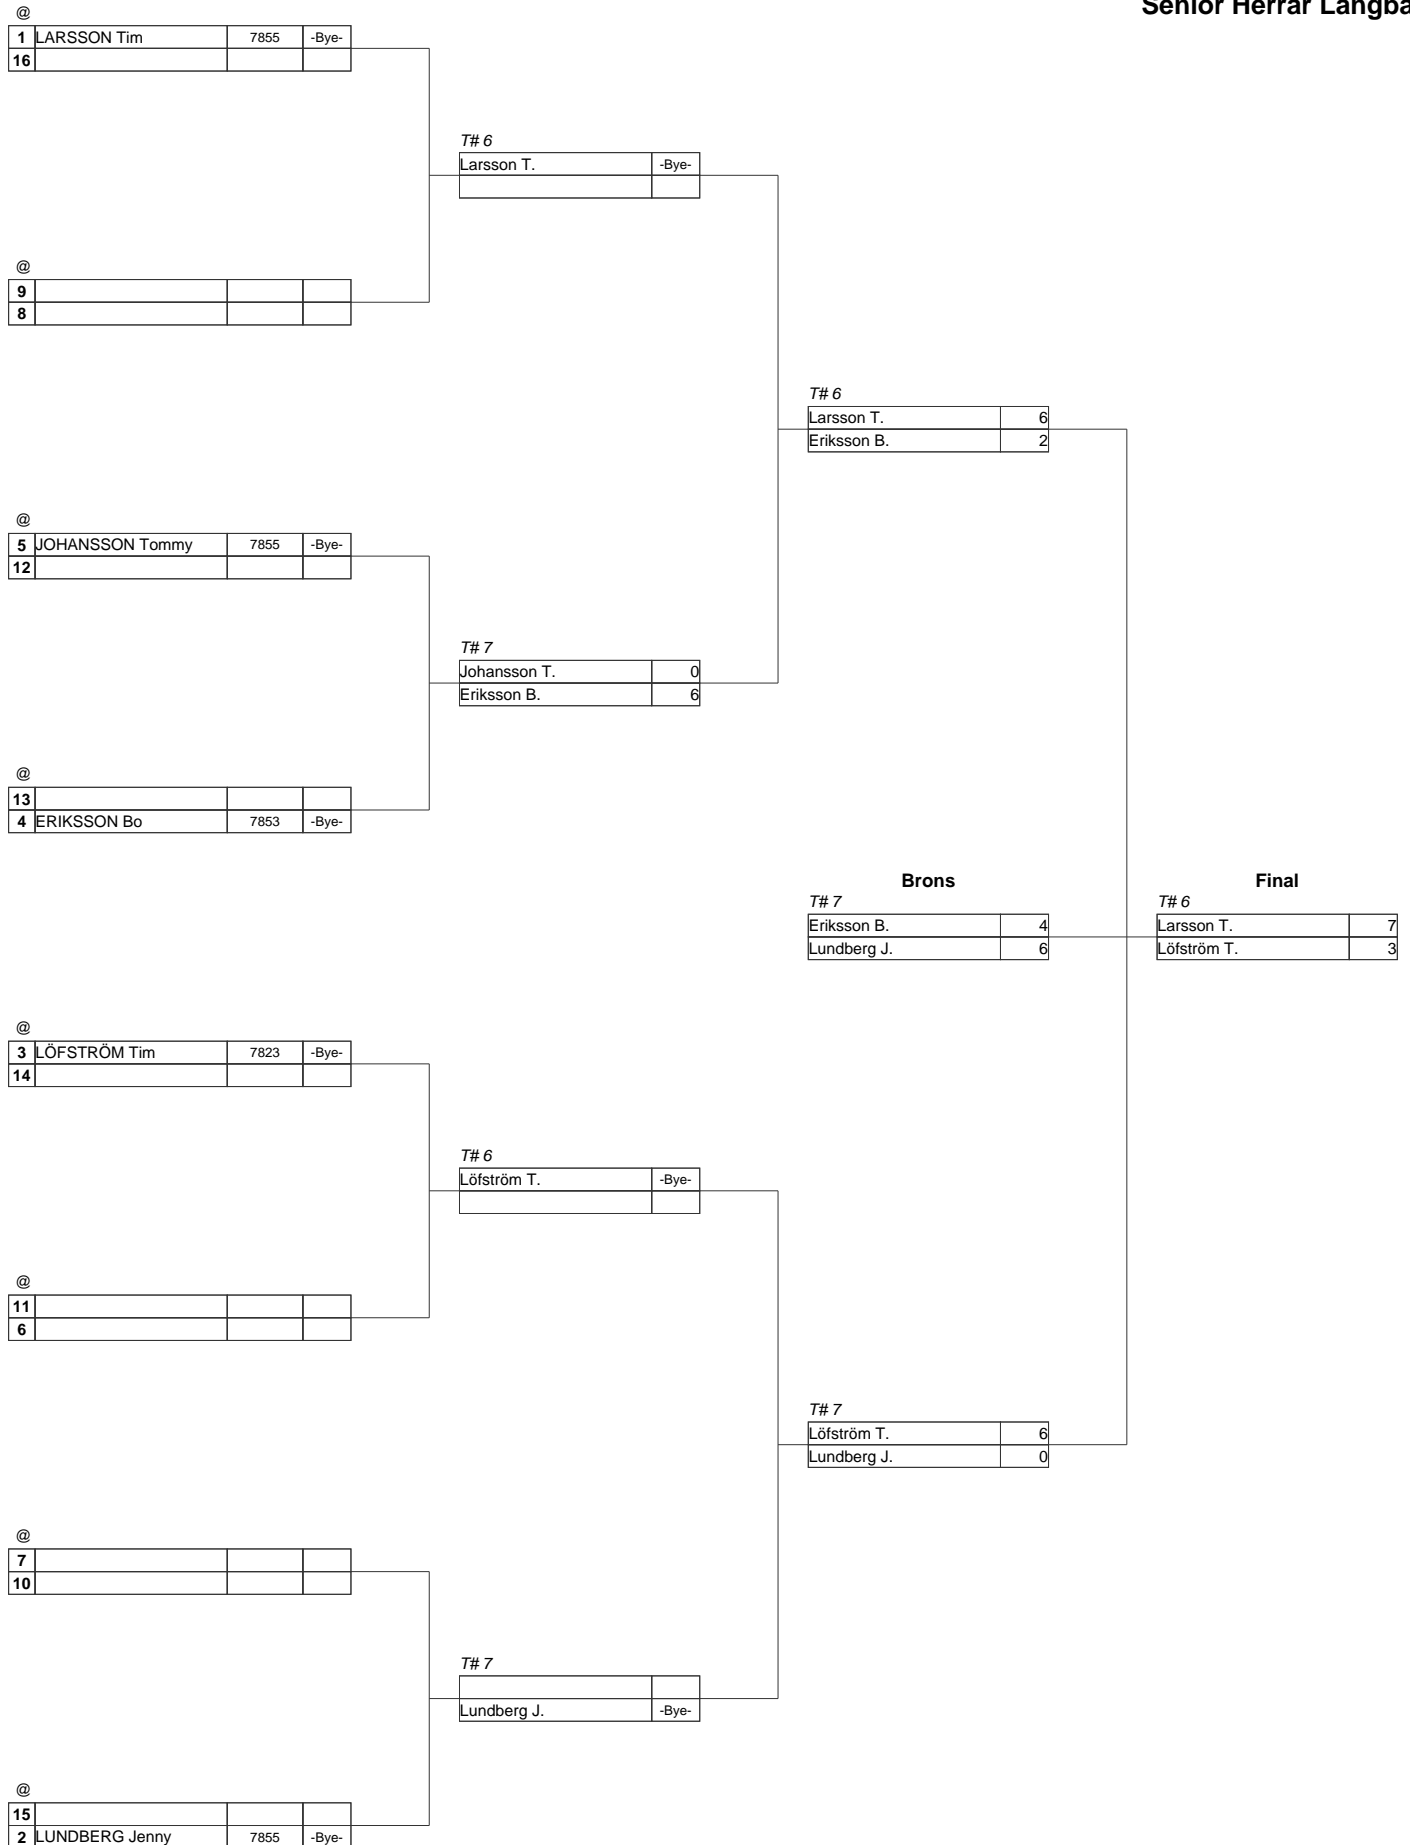 Senior Herrar Långbå
@
1 LARSSON Tim 7855 -Bye-
16
T# 6
Larsson T. -Bye-
@
9
8
T# 6
Larsson T. 6
Eriksson B. 2
@
5 JOHANSSON Tommy 7855 -Bye-
12
T# 7
Johansson T. 0
Eriksson B. 6
@
13
4 ERIKSSON Bo 7853 -Bye-
Brons
T# 7
Eriksson B. 4
Lundberg J. 6
Final
T# 6
Larsson T. 7
Löfström T. 3
@
3 LÖFSTRÖM Tim 7823 -Bye-
14
T# 6
Löfström T. -Bye-
@
11
6
T# 7
Löfström T. 6
Lundberg J. 0
@
7
10
T# 7
Lundberg J. -Bye-
@
15
2 LUNDBERG Jenny 7855 -Bye-